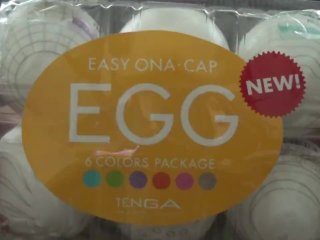 EASY ONA-CAP
EGG
NEW!
6 COLORS PACKAGE
TENGA